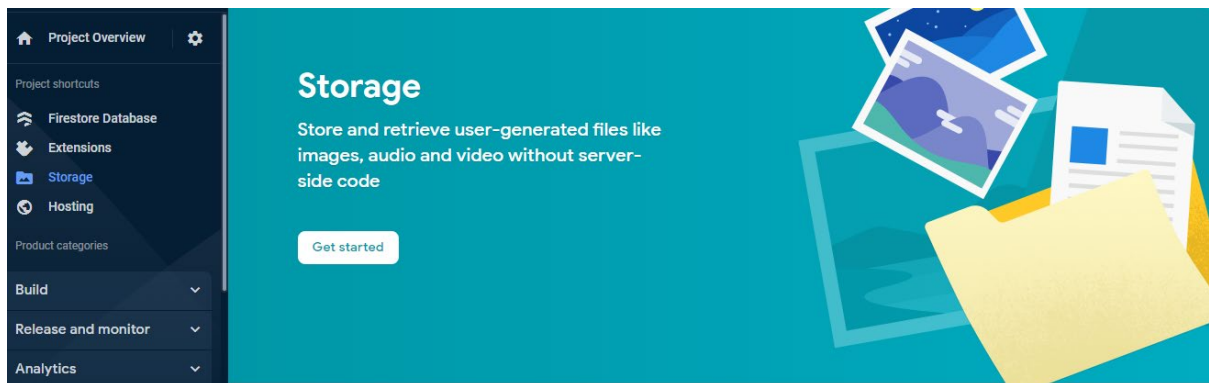 Project Overview
Project shortcuts
Firestore Database
Extensions
Storage
Hosting
Product categories
Build
Release and monitor
Analytics
Storage
Store and retrieve user-generated files like
images, audio and video without server-
side code
Get started